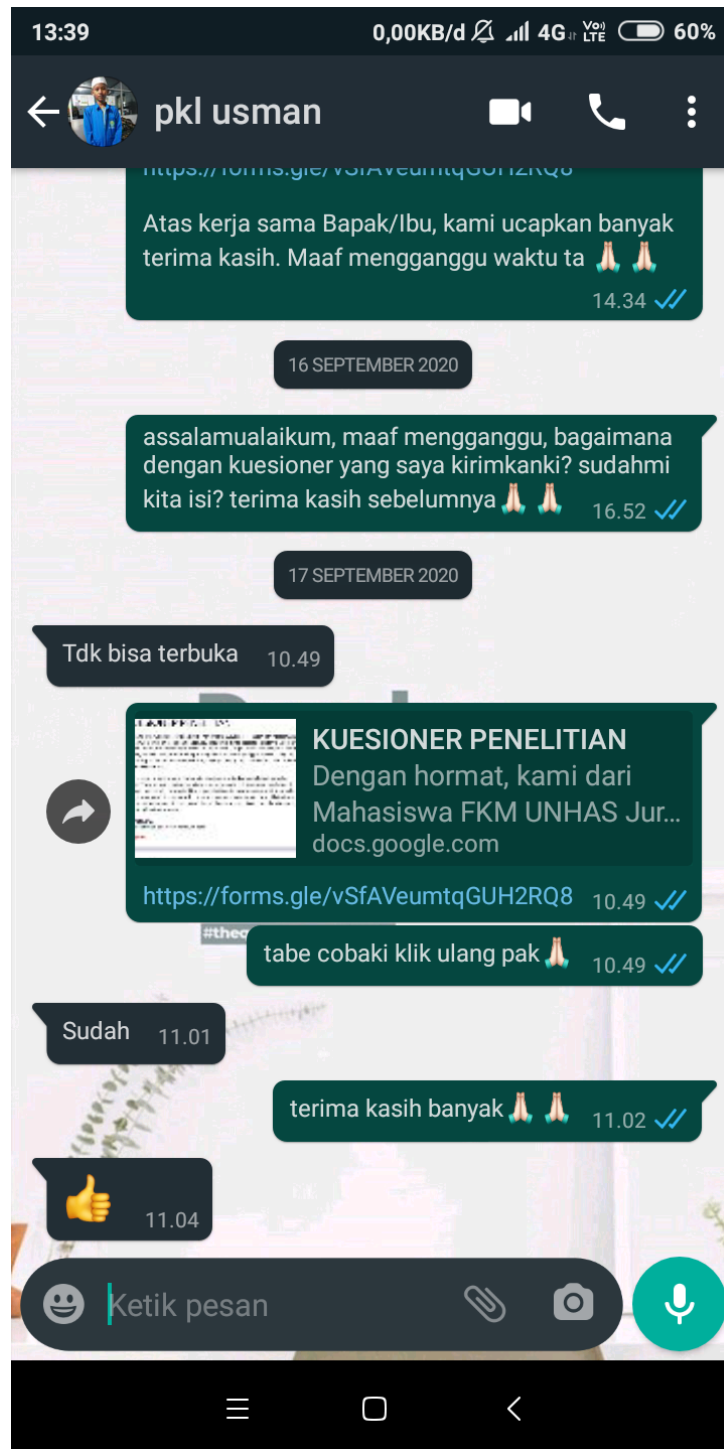 13:39 0,00KB/d 4G VoLTE 60%
pkl usman
https://forms.gle/vSfAVeumtqGUH2RQ8
Atas kerja sama Bapak/Ibu, kami ucapkan banyak
terima kasih. Maaf mengganggu waktu ta 🙏🏻 🙏🏻
14.34
16 SEPTEMBER 2020
assalamualaikum, maaf mengganggu, bagaimana
dengan kuesioner yang saya kirimkanki? sudahmi
kita isi? terima kasih sebelumnya 🙏🏻 🙏🏻 16.52
17 SEPTEMBER 2020
Tdk bisa terbuka 10.49
KUESIONER PENELITIAN
Dengan hormat, kami dari
Mahasiswa FKM UNHAS Jur...
docs.google.com
https://forms.gle/vSfAVeumtqGUH2RQ8 10.49
tabe cobaki klik ulang pak 🙏🏻 10.49
Sudah 11.01
terima kasih banyak 🙏🏻 🙏🏻 11.02
👍 11.04
Ketik pesan